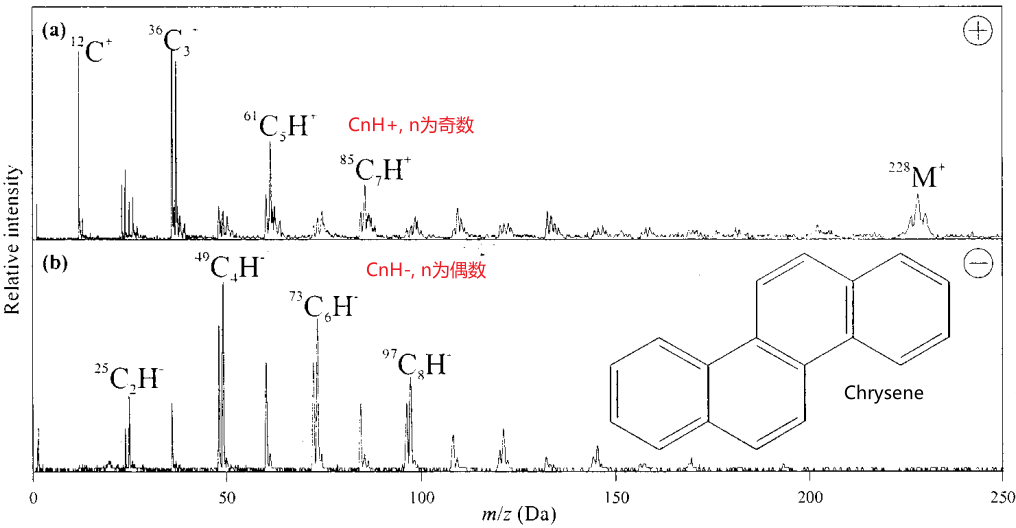 (a)
¹²C⁺
³⁶C₃⁻
⁶¹C₅H⁺
CnH+, n为奇数
⁸⁵C₇H⁺
²²⁸M⁺
+
Relative intensity
(b)
⁴⁹C₄H⁻
CnH-, n为偶数
−
⁷³C₆H⁻
²⁵C₂H⁻
⁹⁷C₈H⁻
Chrysene
0 50 100 150 200 250
m/z (Da)